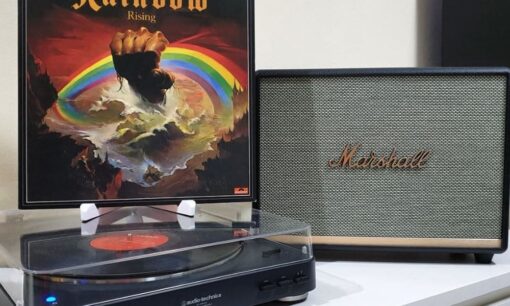 Rainbow
Rising
Marshall
audio-technica